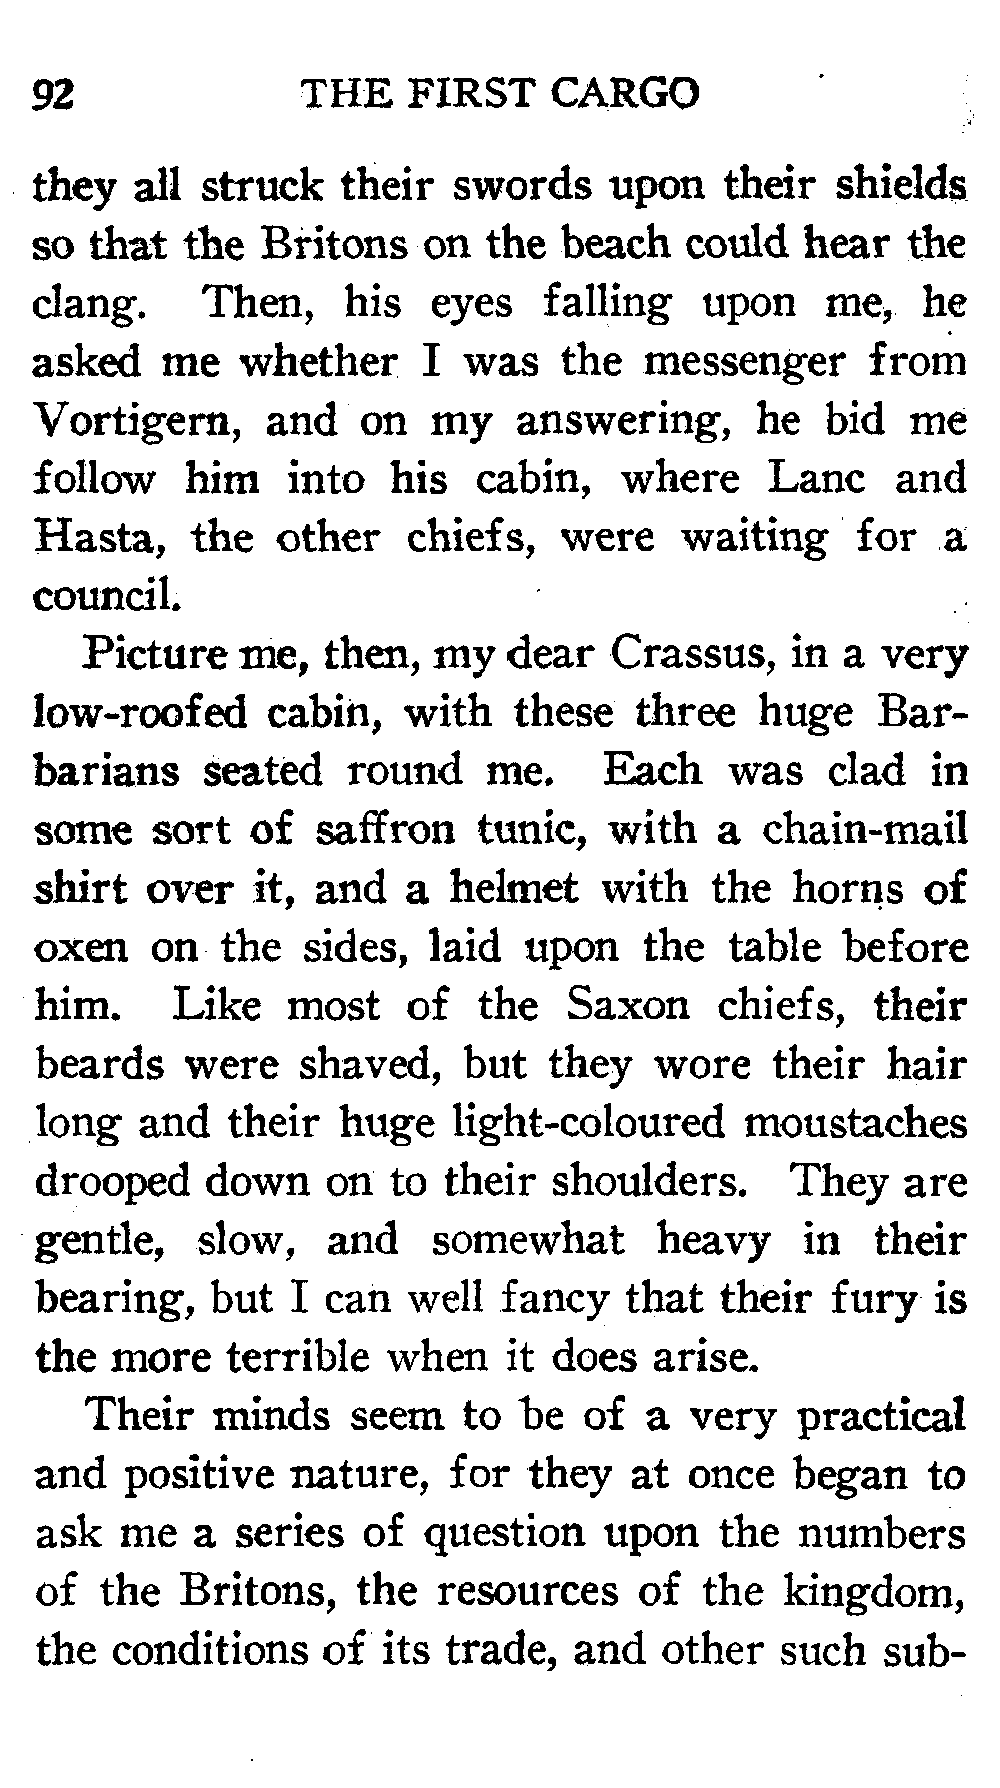 92 THE FIRST CARGO
they all struck their swords upon their shields
so that the Britons on the beach could hear the
clang. Then, his eyes falling upon me, he
asked me whether I was the messenger from
Vortigern, and on my answering, he bid me
follow him into his cabin, where Lanc and
Hasta, the other chiefs, were waiting for a
council.
Picture me, then, my dear Crassus, in a very
low-roofed cabin, with these three huge Bar-
barians seated round me. Each was clad in
some sort of saffron tunic, with a chain-mail
shirt over it, and a helmet with the horns of
oxen on the sides, laid upon the table before
him. Like most of the Saxon chiefs, their
beards were shaved, but they wore their hair
long and their huge light-coloured moustaches
drooped down on to their shoulders. They are
gentle, slow, and somewhat heavy in their
bearing, but I can well fancy that their fury is
the more terrible when it does arise.
Their minds seem to be of a very practical
and positive nature, for they at once began to
ask me a series of question upon the numbers
of the Britons, the resources of the kingdom,
the conditions of its trade, and other such sub-